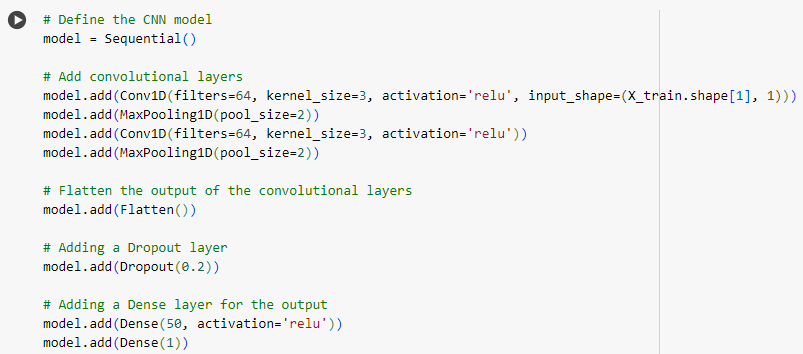 # Define the CNN model
model = Sequential()
# Add convolutional layers
model.add(Conv1D(filters=64, kernel_size=3, activation='relu', input_shape=(X_train.shape[1], 1)))
model.add(MaxPooling1D(pool_size=2))
model.add(Conv1D(filters=64, kernel_size=3, activation='relu'))
model.add(MaxPooling1D(pool_size=2))
# Flatten the output of the convolutional layers
model.add(Flatten())
# Adding a Dropout layer
model.add(Dropout(0.2))
# Adding a Dense layer for the output
model.add(Dense(50, activation='relu'))
model.add(Dense(1))